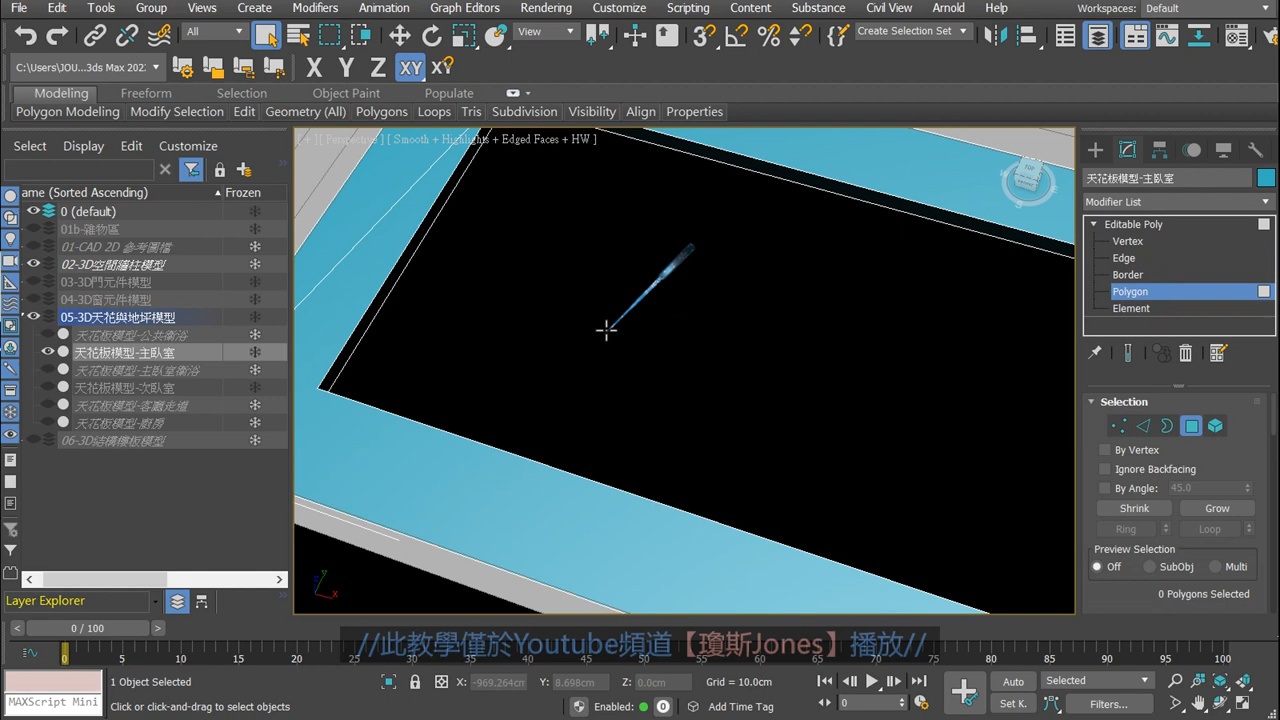 File Edit Tools Group Views Create Modifiers Animation Graph Editors Rendering Customize Scripting Content Substance Civil View Arnold Help Workspaces: Default
All View Create Selection Set
C:\Users\JOU...3ds Max 202 X Y Z XY XY
Modeling Freeform Selection Object Paint Populate
Polygon Modeling Modify Selection Edit Geometry (All) Polygons Loops Tris Subdivision Visibility Align Properties
Select Display Edit Customize
[ + ] [ Perspective ] [ Smooth + Highlights + Edged Faces + HW ]
TOP
ame (Sorted Ascending) Frozen
0 (default)
01b-雜物區
01-CAD 2D 參考圖檔
02-3D空間牆柱模型
03-3D門元件模型
04-3D窗元件模型
05-3D天花與地坪模型
天花板模型-公共衛浴
天花板模型-主臥室
天花板模型-主臥室衛浴
天花板模型-次臥室
天花板模型-客廳走道
天花板模型-廚房
06-3D結構樓板模型
Layer Explorer
天花板模型-主臥室
Modifier List
Editable Poly
Vertex
Edge
Border
Polygon
Element
Selection
By Vertex
Ignore Backfacing
By Angle: 45.0
Shrink Grow
Ring Loop
Preview Selection
Off SubObj Multi
0 Polygons Selected
0 / 100
//此教學僅於Youtube頻道【瓊斯Jones】播放//
0 5 10 15 20 25 30 35 40 45 50 55 60 65 70 75 80 85 90 95 100
MAXScript Mini
1 Object Selected
Click or click-and-drag to select objects
X: -969.264cm Y: 8.698cm Z: 0.0cm Grid = 10.0cm
Enabled: 0 Add Time Tag
0
Auto Selected
Set K. Filters...